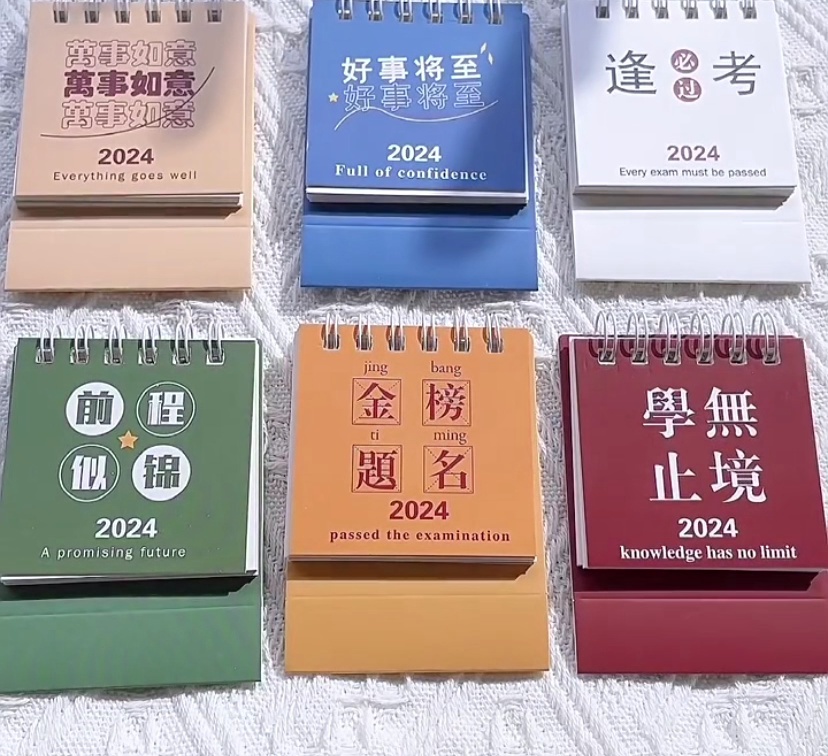 萬事如意
萬事如意
萬事如意
2024
Everything goes well
好事将至
好事将至
2024
Full of confidence
逢必过考
2024
Every exam must be passed
前程
似锦
2024
A promising future
jing bang
金榜
ti ming
題名
2024
passed the examination
學無
止境
2024
knowledge has no limit